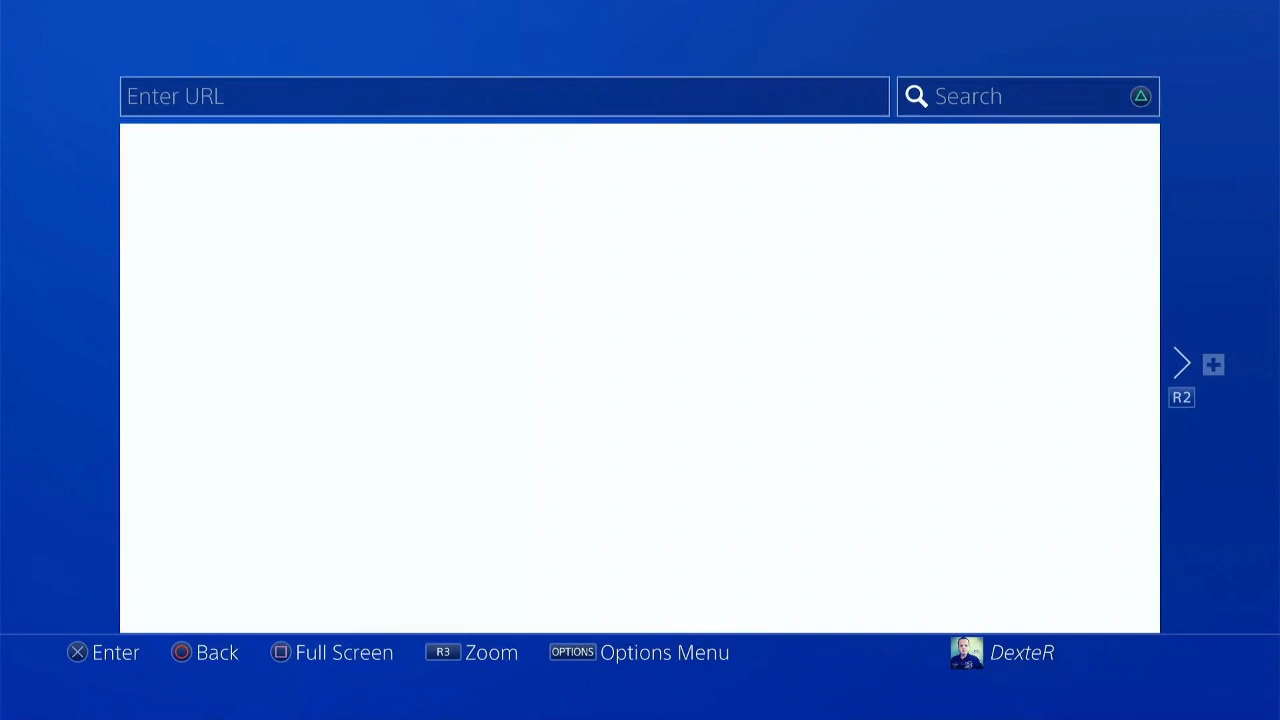 Enter URL
Search
R2
Enter
Back
Full Screen
R3 Zoom
OPTIONS Options Menu
DexteR